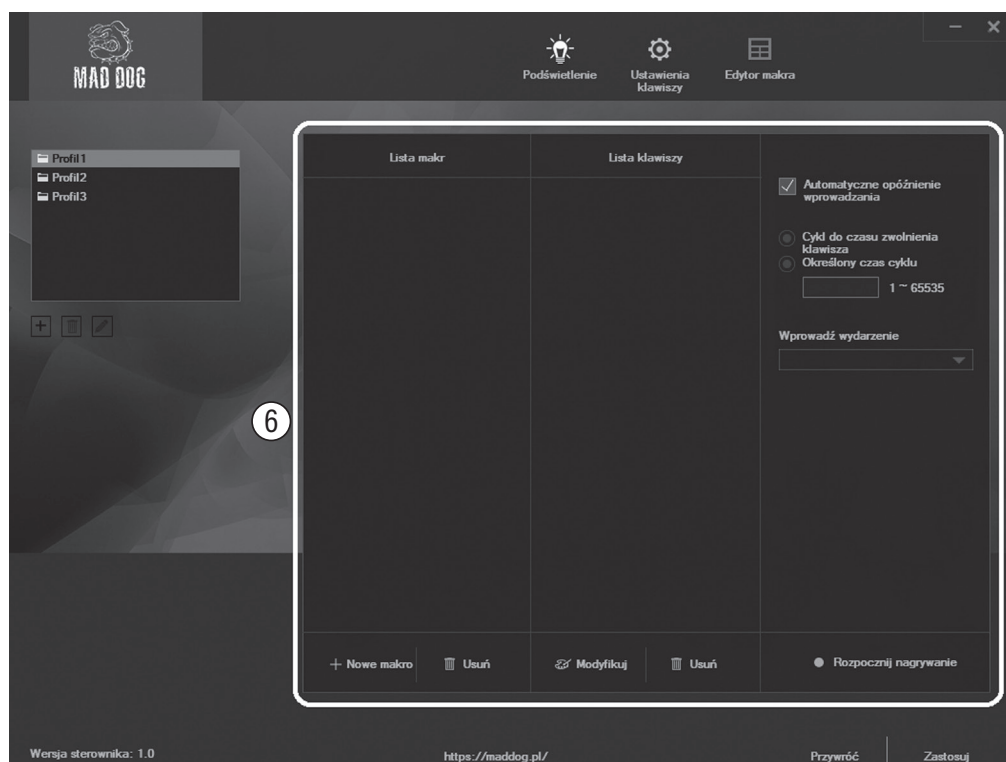 MAD DOG
Podświetlenie
Ustawienia
klawiszy
Edytor makra
Profil1
Profil2
Profil3
6
Lista makr
Lista klawiszy
Automatyczne opóźnienie
wprowadzania
Cykl do czasu zwolnienia
klawisza
Określony czas cyklu
1 ~ 65535
Wprowadź wydarzenie
+ Nowe makro
Usuń
Modyfikuj
Usuń
Rozpocznij nagrywanie
Wersja sterownika: 1.0
https://maddog.pl/
Przywróć
Zastosuj